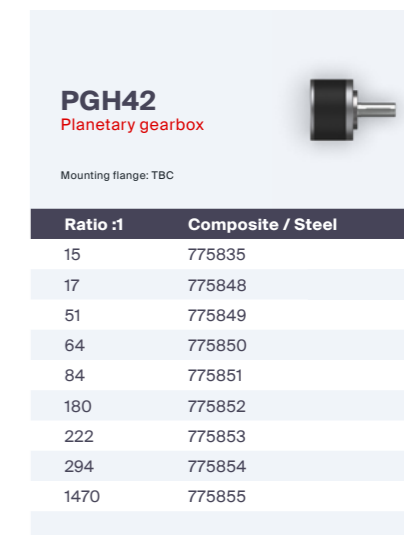 PGH42
Planetary gearbox
Mounting flange: TBC
Ratio :1 Composite / Steel
15 775835
17 775848
51 775849
64 775850
84 775851
180 775852
222 775853
294 775854
1470 775855